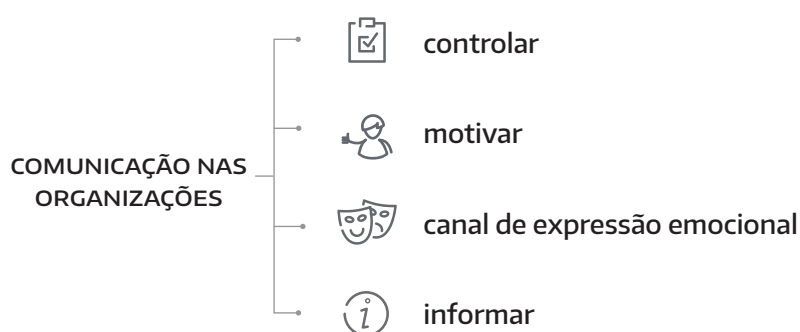 COMUNICAÇÃO NAS
ORGANIZAÇÕES
controlar
motivar
canal de expressão emocional
informar